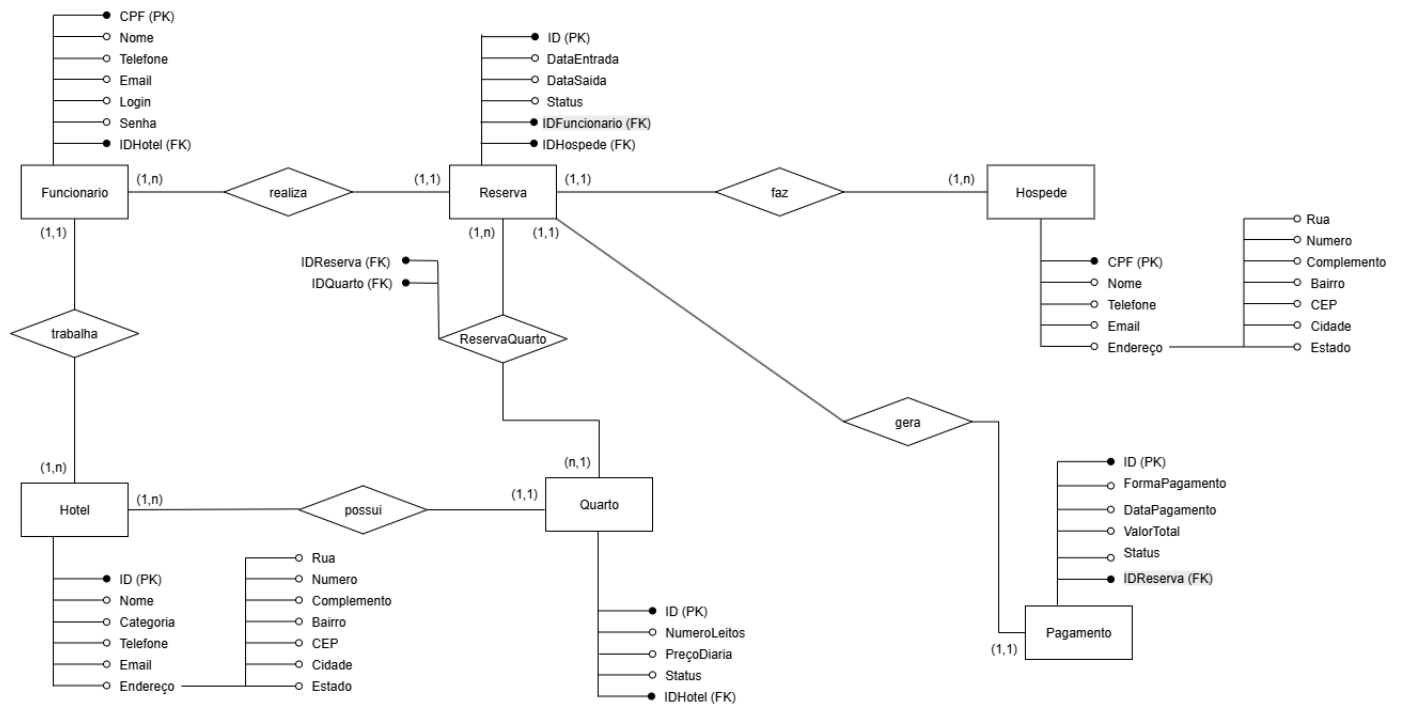 CPF (PK)
Nome
Telefone
Email
Login
Senha
IDHotel (FK)
ID (PK)
DataEntrada
DataSaida
Status
IDFuncionario (FK)
IDHospede (FK)
Funcionario
(1,n)
realiza
(1,1)
Reserva
(1,1)
faz
(1,n)
Hospede
(1,1)
(1,n)
(1,1)
Rua
Numero
Complemento
Bairro
CEP
Cidade
Estado
CPF (PK)
Nome
Telefone
Email
Endereço
IDReserva (FK)
IDQuarto (FK)
trabalha
ReservaQuarto
gera
(1,n)
(n,1)
Hotel
(1,n)
possui
(1,1)
Quarto
ID (PK)
FormaPagamento
DataPagamento
ValorTotal
Status
IDReserva (FK)
Pagamento
(1,1)
ID (PK)
Nome
Categoria
Telefone
Email
Endereço
Rua
Numero
Complemento
Bairro
CEP
Cidade
Estado
ID (PK)
NumeroLeitos
PreçoDiaria
Status
IDHotel (FK)